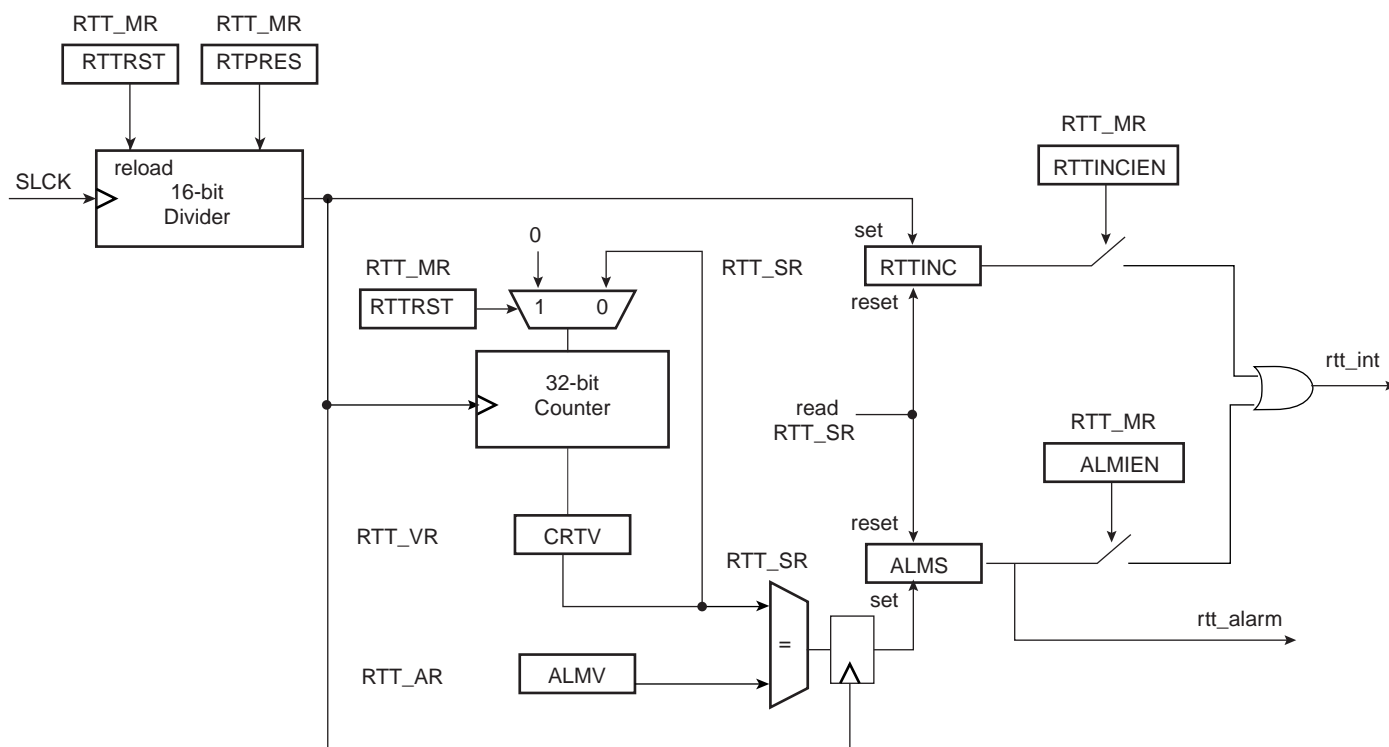 RTT_MR
RTT_MR
RTTRST
RTPRES
RTT_MR
RTTINCIEN
SLCK
reload
16-bit
Divider
set
0
RTT_MR
RTT_SR
RTTINC
RTTRST
1
0
reset
32-bit
Counter
rtt_int
read
RTT_SR
RTT_MR
ALMIEN
reset
RTT_VR
CRTV
RTT_SR
ALMS
set
rtt_alarm
=
RTT_AR
ALMV